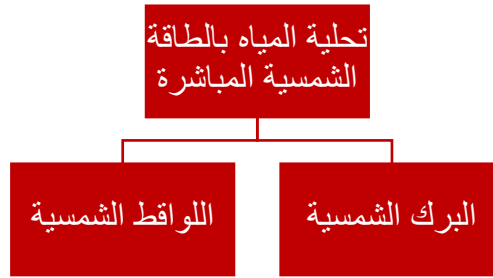 تحلية المياه بالطاقة
الشمسية المباشرة
البرك الشمسية
اللواقط الشمسية